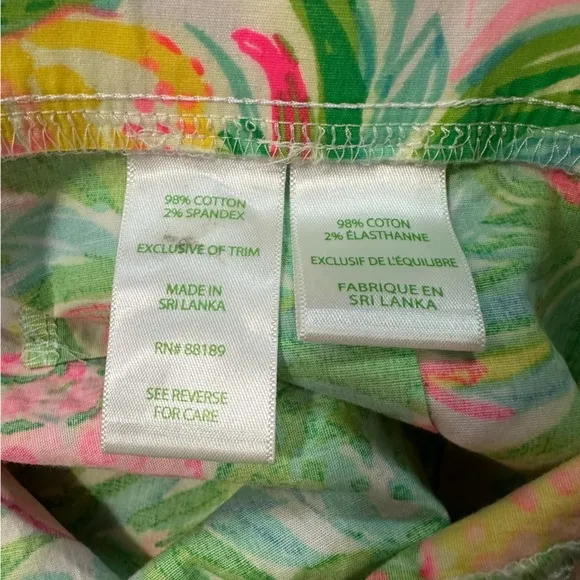 98% COTTON
2% SPANDEX
EXCLUSIVE OF TRIM
MADE IN
SRI LANKA
RN# 88189
SEE REVERSE
FOR CARE
98% COTON
2% ÉLASTHANNE
EXCLUSIF DE L'ÉQUILIBRE
FABRIQUE EN
SRI LANKA